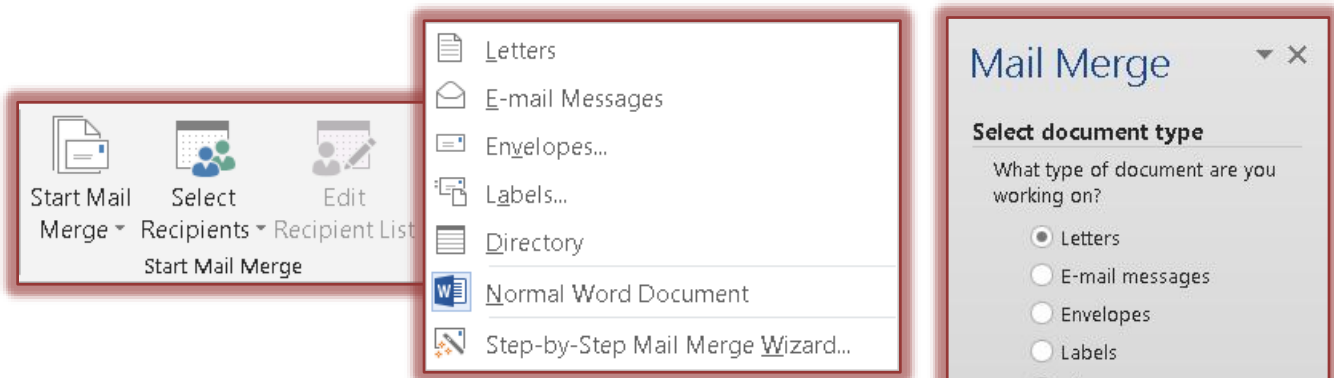 Start Mail
Merge
Select
Recipients
Edit
Recipient List
Start Mail Merge
Letters
E-mail Messages
Envelopes...
Labels...
Directory
Normal Word Document
Step-by-Step Mail Merge Wizard...
Mail Merge
Select document type
What type of document are you
working on?
Letters
E-mail messages
Envelopes
Labels